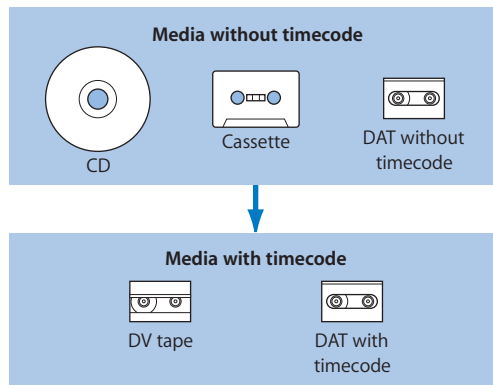 Media without timecode
CD
Cassette
DAT without
timecode
Media with timecode
DV tape
DAT with
timecode